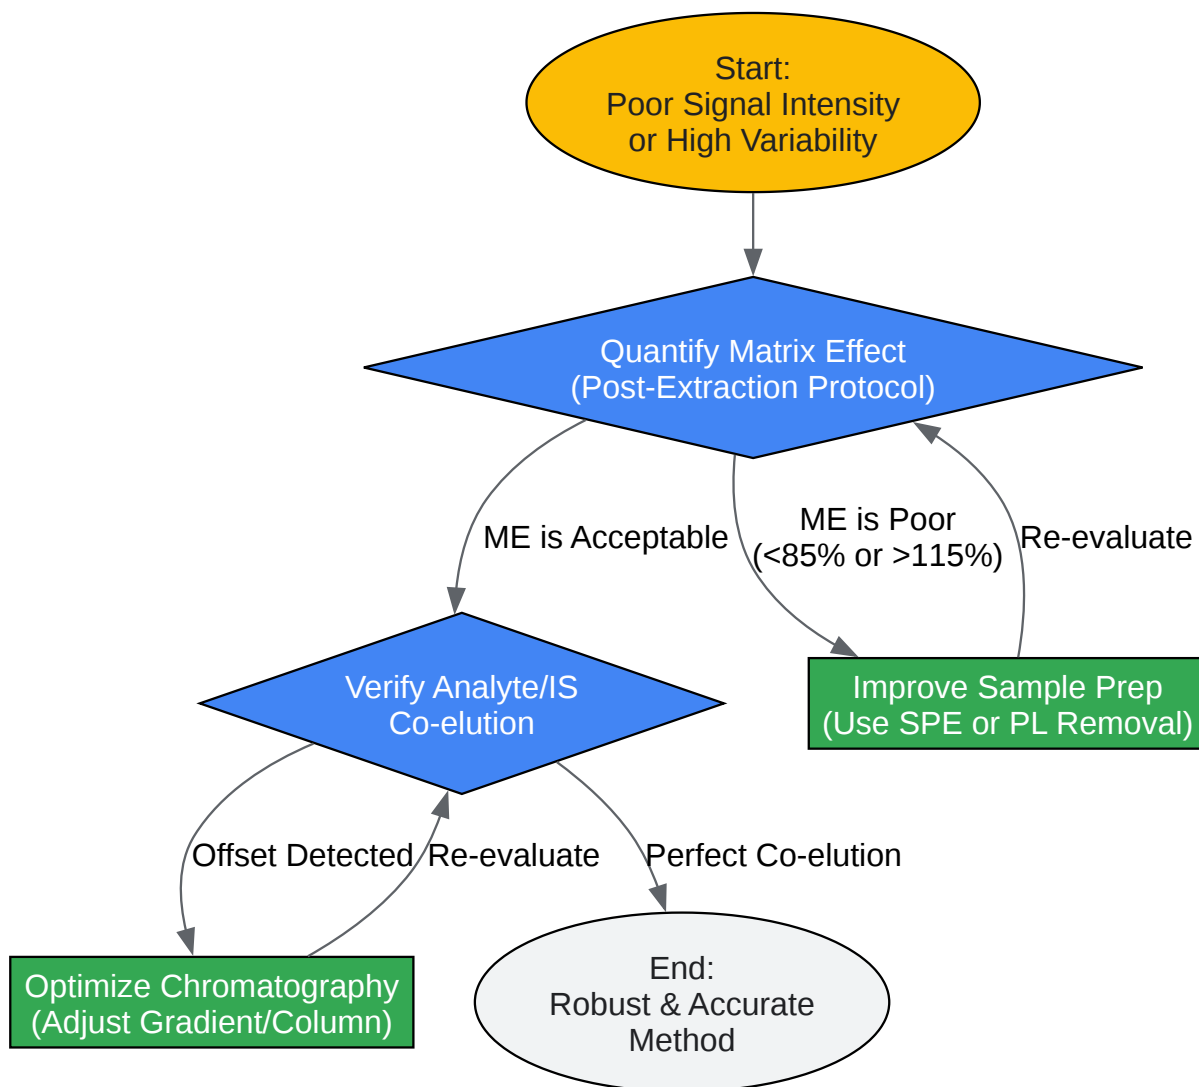 Start:
Poor Signal Intensity
or High Variability
Quantify Matrix Effect
(Post-Extraction Protocol)
ME is Acceptable
ME is Poor
(<85% or >115%)
Re-evaluate
Verify Analyte/IS
Co-elution
Improve Sample Prep
(Use SPE or PL Removal)
Offset Detected
Re-evaluate
Perfect Co-elution
Optimize Chromatography
(Adjust Gradient/Column)
End:
Robust & Accurate
Method